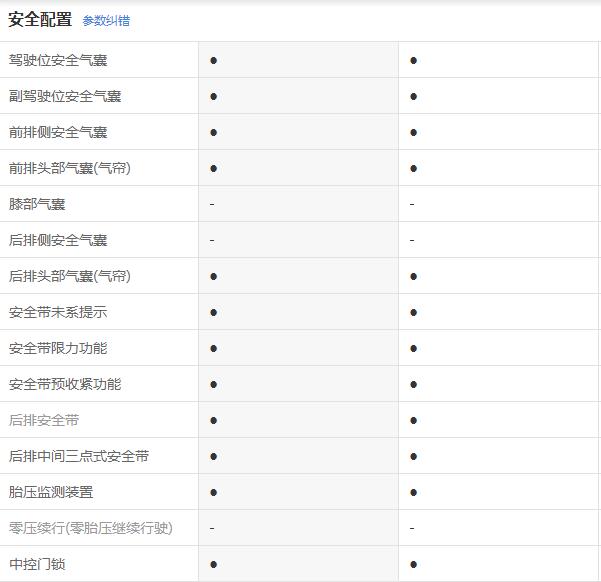 安全配置 参数纠错
驾驶位安全气囊 ● ●
副驾驶位安全气囊 ● ●
前排侧安全气囊 ● ●
前排头部气囊(气帘) ● ●
膝部气囊 - -
后排侧安全气囊 - -
后排头部气囊(气帘) ● ●
安全带未系提示 ● ●
安全带限力功能 ● ●
安全带预收紧功能 ● ●
后排安全带 ● ●
后排中间三点式安全带 ● ●
胎压监测装置 ● ●
零压续行(零胎压继续行驶) - -
中控门锁 ● ●